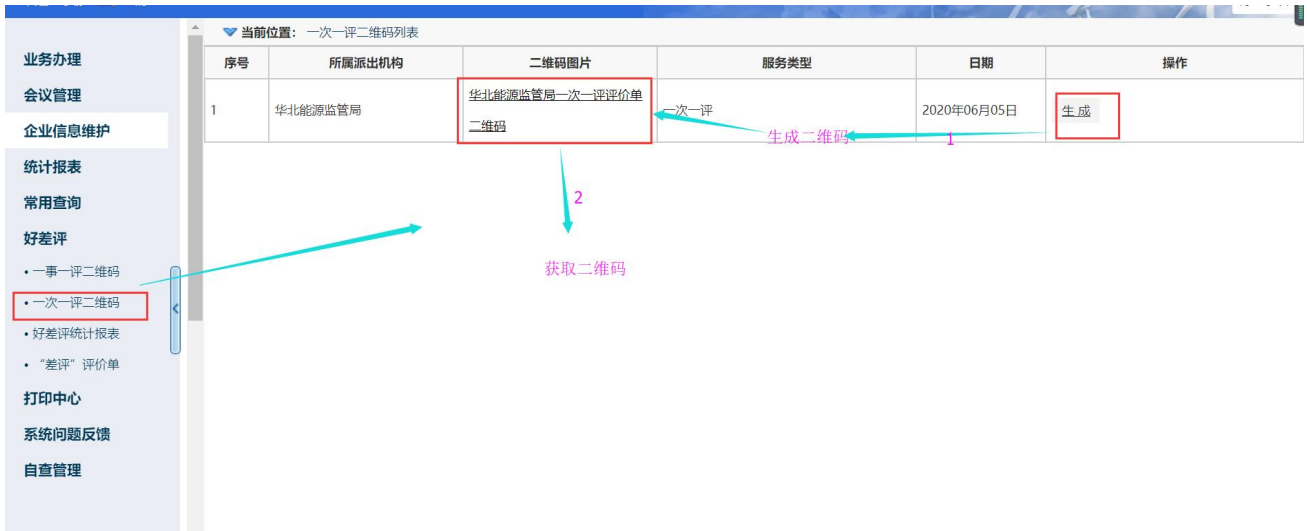 当前位置：一次一评二维码列表
业务办理
会议管理
企业信息维护
统计报表
常用查询
好差评
• 一事一评二维码
• 一次一评二维码
• 好差评统计报表
• “差评”评价单
打印中心
系统问题反馈
自查管理
序号 所属派出机构 二维码图片 服务类型 日期 操作
1 华北能源监管局 华北能源监管局一次一评评价单 一次一评 2020年06月05日 生成
二维码
生成二维码
1
2
获取二维码